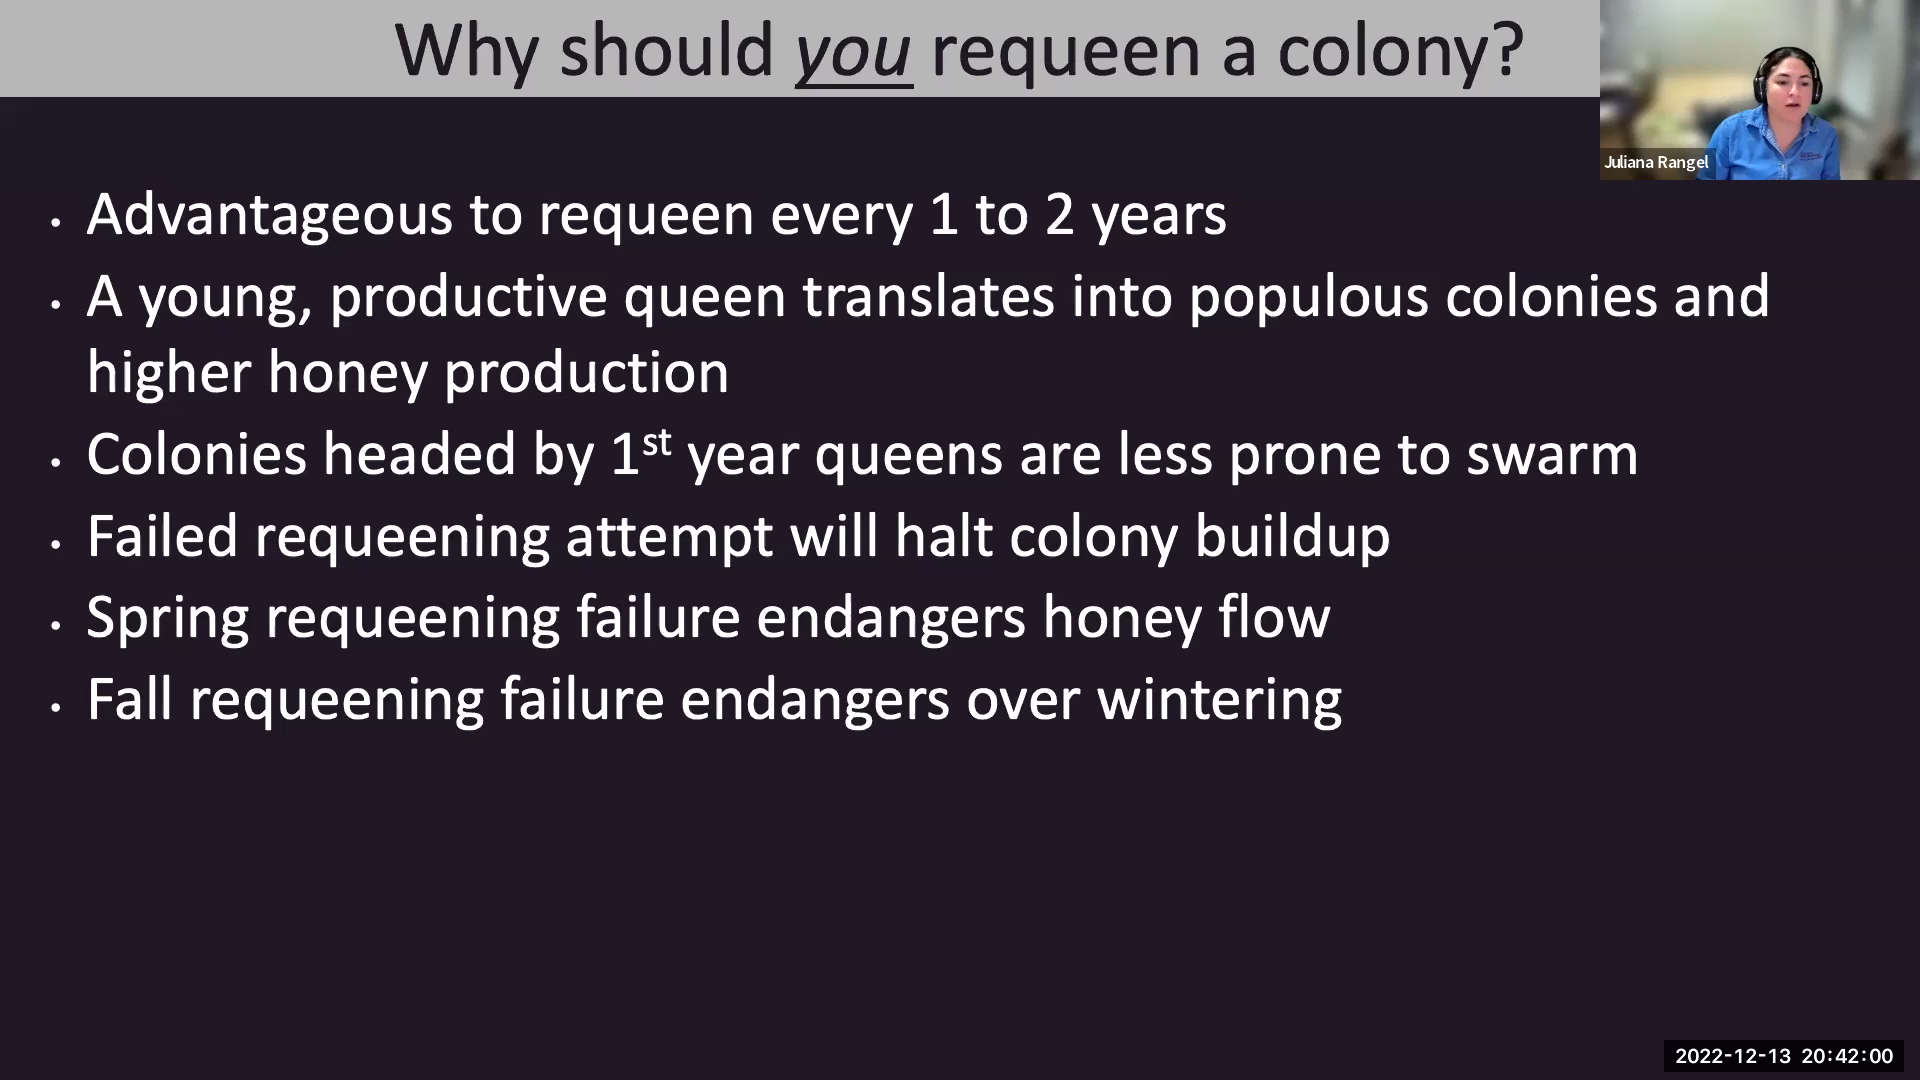 Why should you requeen a colony?
Juliana Rangel
• Advantageous to requeen every 1 to 2 years
• A young, productive queen translates into populous colonies and
higher honey production
• Colonies headed by 1st year queens are less prone to swarm
• Failed requeening attempt will halt colony buildup
• Spring requeening failure endangers honey flow
• Fall requeening failure endangers over wintering
2022-12-13 20:42:00